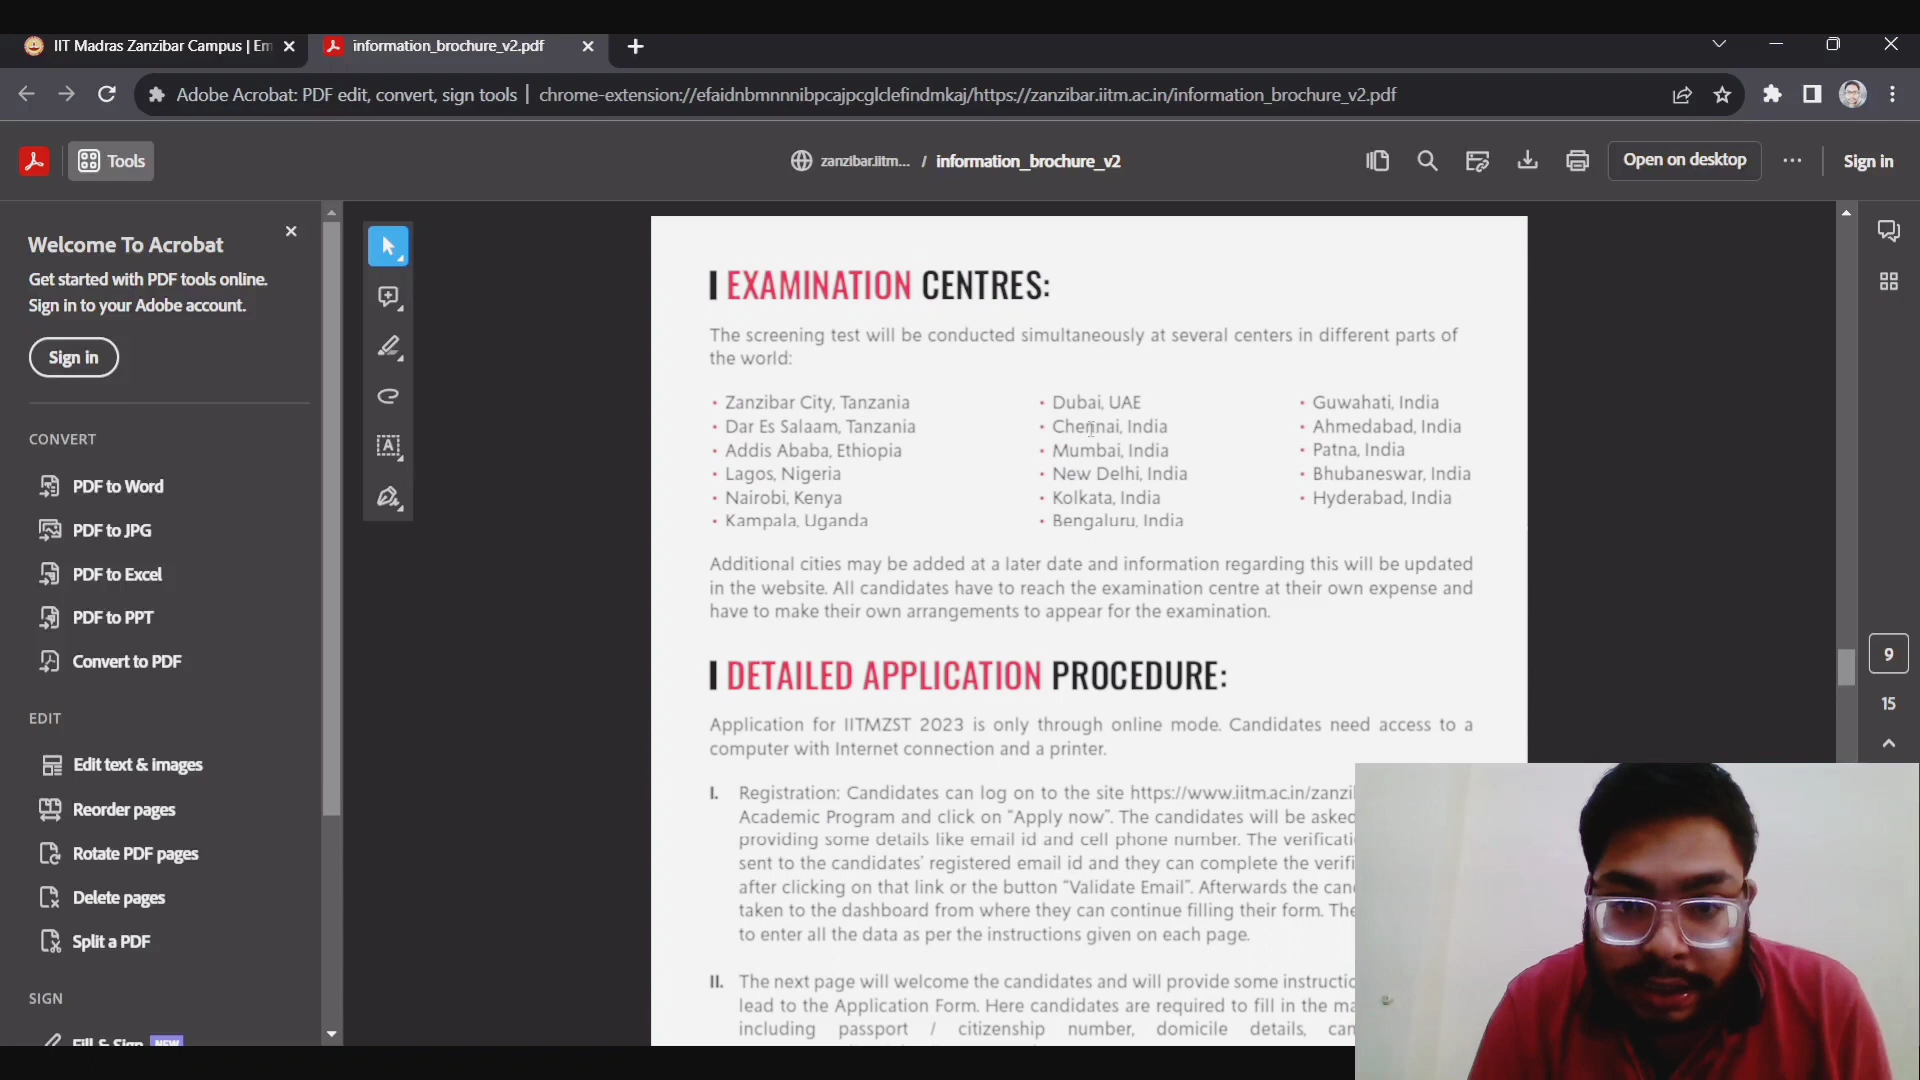 IIT Madras Zanzibar Campus | Em
information_brochure_v2.pdf
Adobe Acrobat: PDF edit, convert, sign tools | chrome-extension://efaidnbmnnnibpcajpcglclefindmkaj/https://zanzibar.iitm.ac.in/information_brochure_v2.pdf
Tools
zanzibar.iitm... / information_brochure_v2
Open on desktop
Sign in
Welcome To Acrobat
Get started with PDF tools online.
Sign in to your Adobe account.
Sign in
CONVERT
PDF to Word
PDF to JPG
PDF to Excel
PDF to PPT
Convert to PDF
EDIT
Edit text & images
Reorder pages
Rotate PDF pages
Delete pages
Split a PDF
SIGN
Fill & Sign NEW
EXAMINATION CENTRES:
The screening test will be conducted simultaneously at several centers in different parts of
the world:
• Zanzibar City, Tanzania
• Dar Es Salaam, Tanzania
• Addis Ababa, Ethiopia
• Lagos, Nigeria
• Nairobi, Kenya
• Kampala, Uganda
• Dubai, UAE
• Chennai, India
• Mumbai, India
• New Delhi, India
• Kolkata, India
• Bengaluru, India
• Guwahati, India
• Ahmedabad, India
• Patna, India
• Bhubaneswar, India
• Hyderabad, India
Additional cities may be added at a later date and information regarding this will be updated
in the website. All candidates have to reach the examination centre at their own expense and
have to make their own arrangements to appear for the examination.
DETAILED APPLICATION PROCEDURE:
Application for IITMZST 2023 is only through online mode. Candidates need access to a
computer with Internet connection and a printer.
I. Registration: Candidates can log on to the site https://www.iitm.ac.in/zanzi
Academic Program and click on "Apply now". The candidates will be asked
providing some details like email id and cell phone number. The verificati
sent to the candidates' registered email id and they can complete the verifi
after clicking on that link or the button "Validate Email". Afterwards the can
taken to the dashboard from where they can continue filling their form. The
to enter all the data as per the instructions given on each page.
II. The next page will welcome the candidates and will provide some instructio
lead to the Application Form. Here candidates are required to fill in the ma
including passport / citizenship number, domicile details, can
9
15